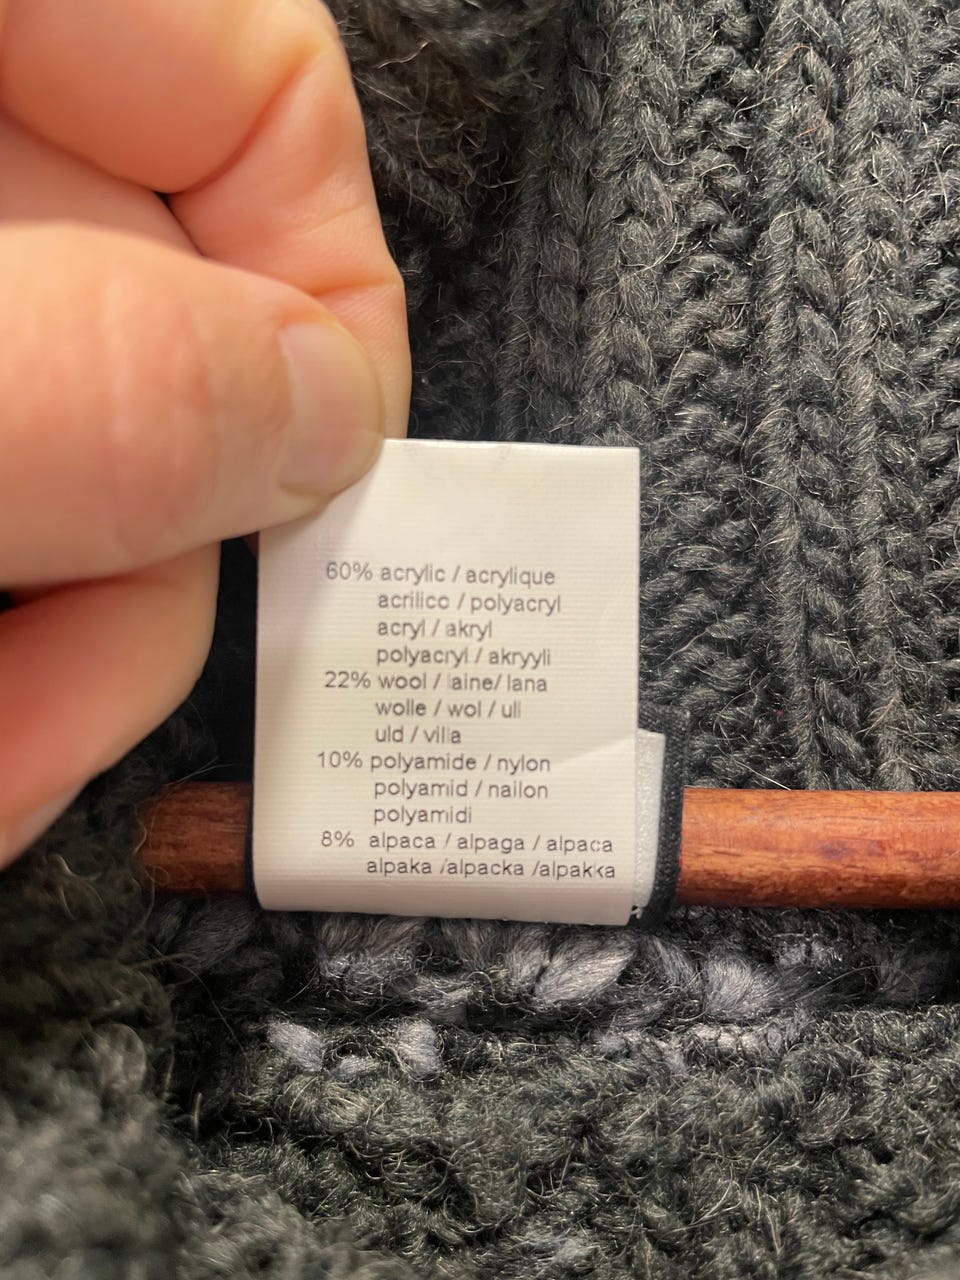 60% acrylic / acrylique
acrilico / polyacryl
acryl / akryl
polyacryl / akryyli
22% wool / laine/ lana
wolle / wol / ull
uld / villa
10% polyamide / nylon
polyamid / nailon
polyamidi
8% alpaca / alpaga / alpaca
alpaka /alpacka /alpakka